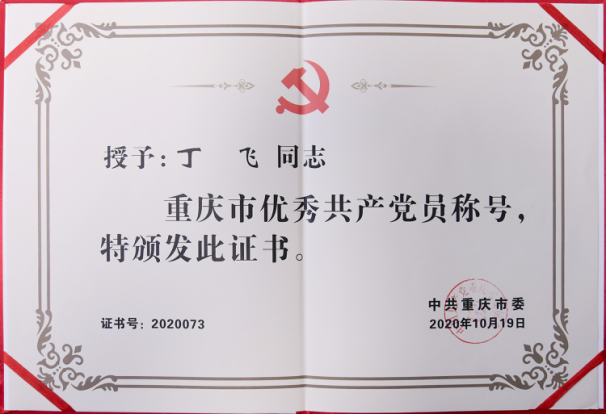 授予：丁 飞 同志
重庆市优秀共产党员称号，
特颁发此证书。
中共重庆市委
证书号：2020073
2020年10月19日